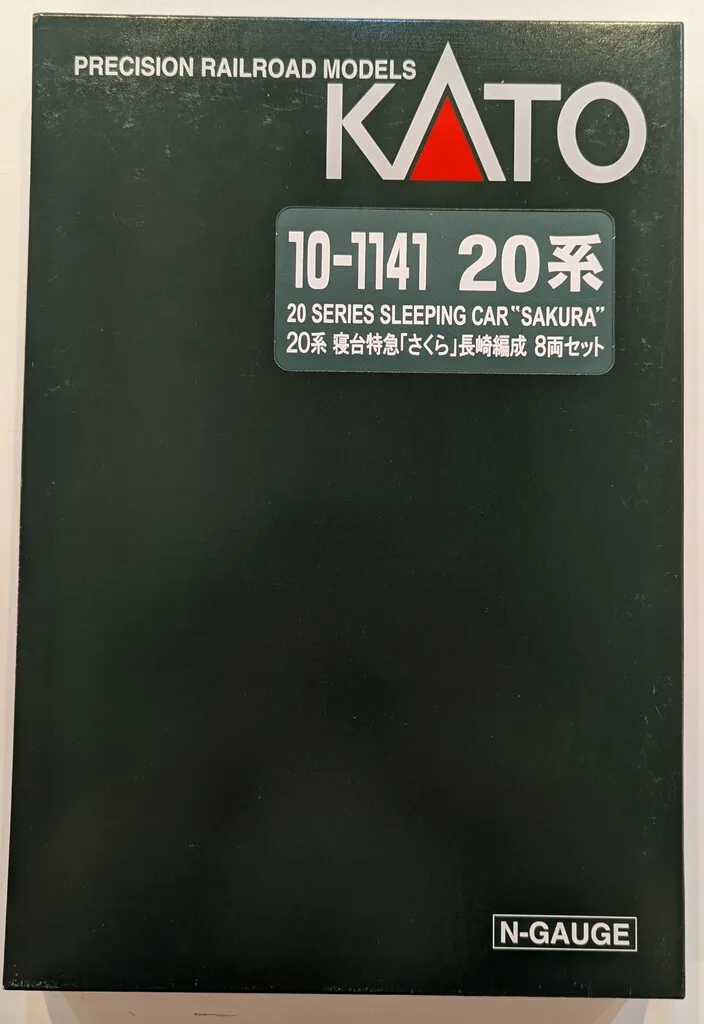 PRECISION RAILROAD MODELS
KATO
10-1141 20系
20 SERIES SLEEPING CAR "SAKURA"
20系 寝台特急「さくら」長崎編成 8両セット
N-GAUGE